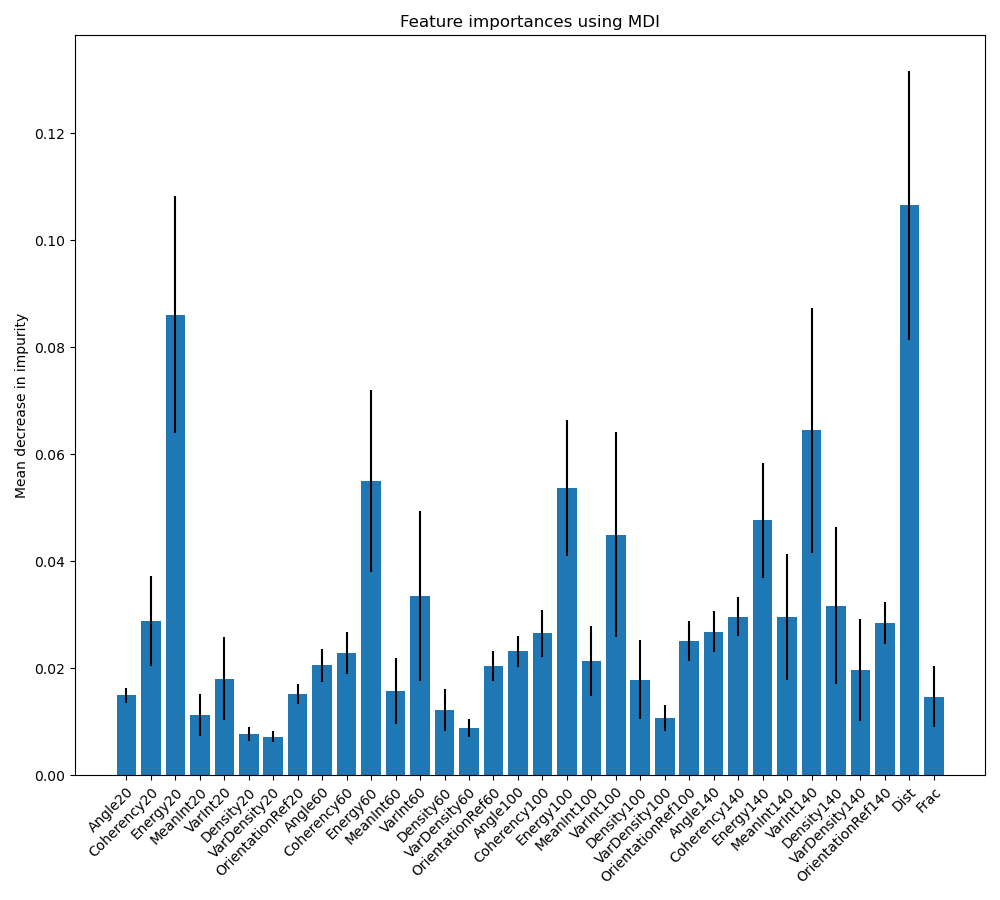 Feature importances using MDI
Mean decrease in impurity
0.12
0.10
0.08
0.06
0.04
0.02
0.00
Angle20
Coherency20
Energy20
MeanInt20
VarInt20
Density20
VarDensity20
OrientationRef20
Angle60
Coherency60
Energy60
MeanInt60
VarInt60
Density60
VarDensity60
OrientationRef60
Angle100
Coherency100
Energy100
MeanInt100
VarInt100
Density100
VarDensity100
OrientationRef100
Angle140
Coherency140
Energy140
MeanInt140
VarInt140
Density140
VarDensity140
OrientationRef140
Dist
Frac